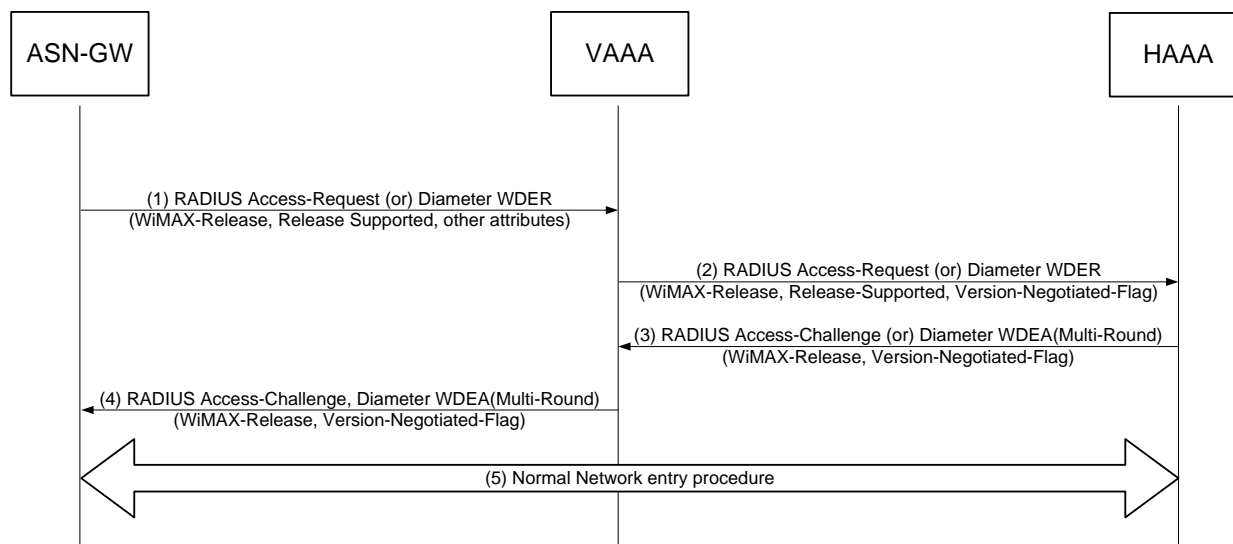 ASN-GW
VAAA
HAAA
(1) RADIUS Access-Request (or) Diameter WDER
(WiMAX-Release, Release Supported, other attributes)
(2) RADIUS Access-Request (or) Diameter WDER
(WiMAX-Release, Release-Supported, Version-Negotiated-Flag)
(3) RADIUS Access-Challenge (or) Diameter WDEA(Multi-Round)
(WiMAX-Release, Version-Negotiated-Flag)
(4) RADIUS Access-Challenge, Diameter WDEA(Multi-Round)
(WiMAX-Release, Version-Negotiated-Flag)
(5) Normal Network entry procedure